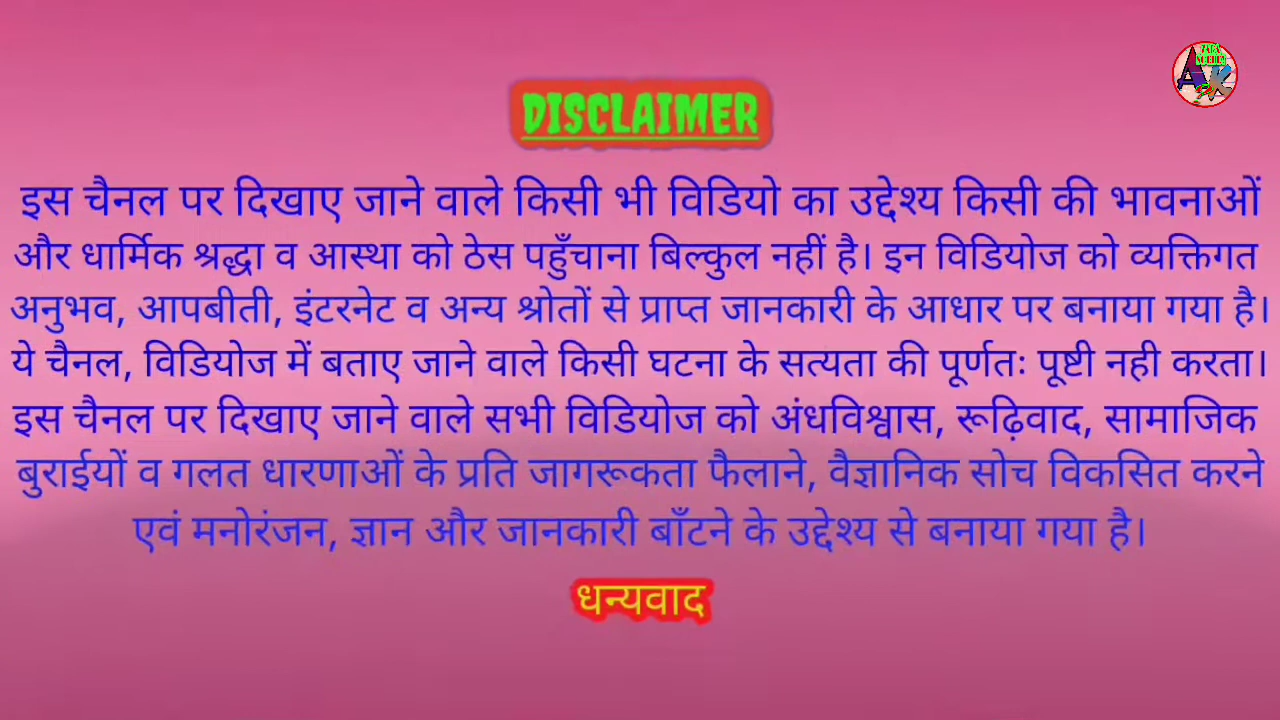 DISCLAIMER
इस चैनल पर दिखाए जाने वाले किसी भी विडियो का उद्देश्य किसी की भावनाओं
और धार्मिक श्रद्धा व आस्था को ठेस पहुँचाना बिल्कुल नहीं है। इन विडियोज को व्यक्तिगत
अनुभव, आपबीती, इंटरनेट व अन्य श्रोतों से प्राप्त जानकारी के आधार पर बनाया गया है।
ये चैनल, विडियोज में बताए जाने वाले किसी घटना के सत्यता की पूर्णतः पूष्टी नही करता।
इस चैनल पर दिखाए जाने वाले सभी विडियोज को अंधविश्वास, रूढ़िवाद, सामाजिक
बुराईयों व गलत धारणाओं के प्रति जागरूकता फैलाने, वैज्ञानिक सोच विकसित करने
एवं मनोरंजन, ज्ञान और जानकारी बाँटने के उद्देश्य से बनाया गया है।
धन्यवाद